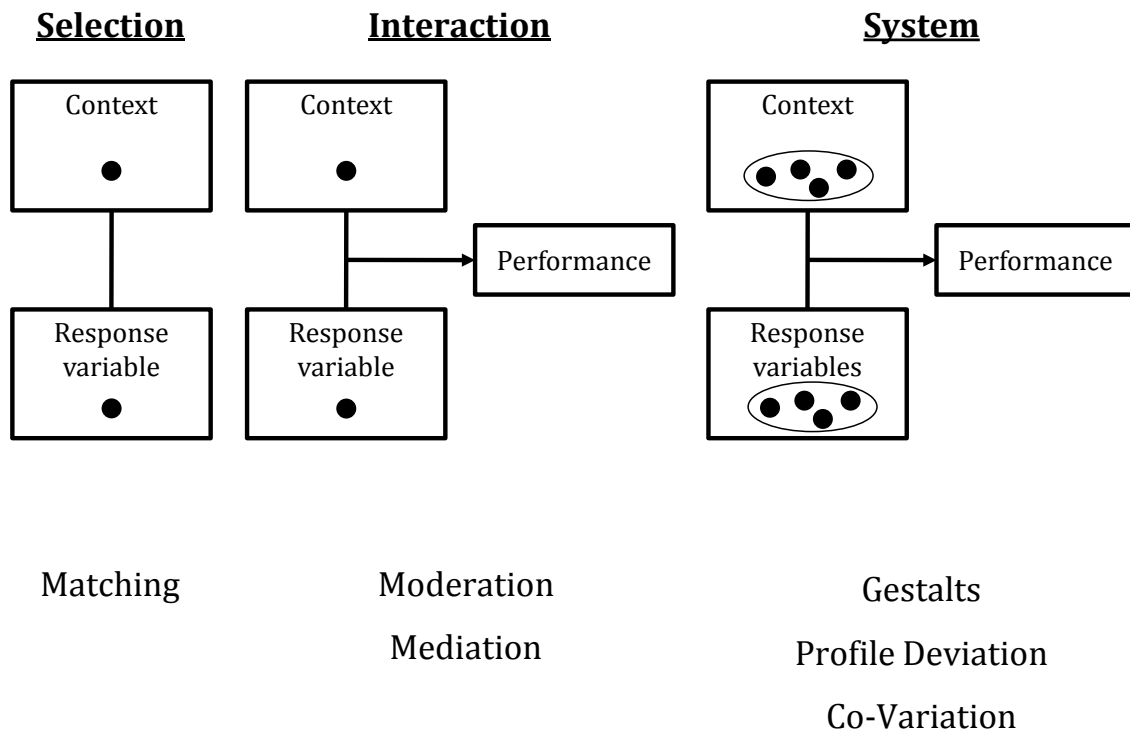 Selection
Interaction
System
Context
Context
Context
Performance
Performance
Response
variable
Response
variable
Response
variables
Matching
Moderation
Mediation
Gestalts
Profile Deviation
Co-Variation